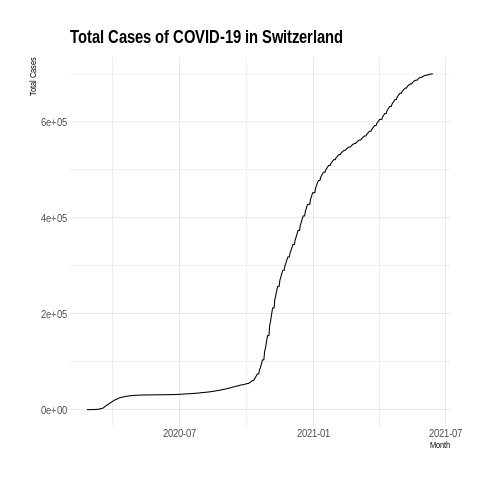 Total Cases of COVID-19 in Switzerland
Total Cases
6e+05
4e+05
2e+05
0e+00
2020-07 2021-01 2021-07
Month